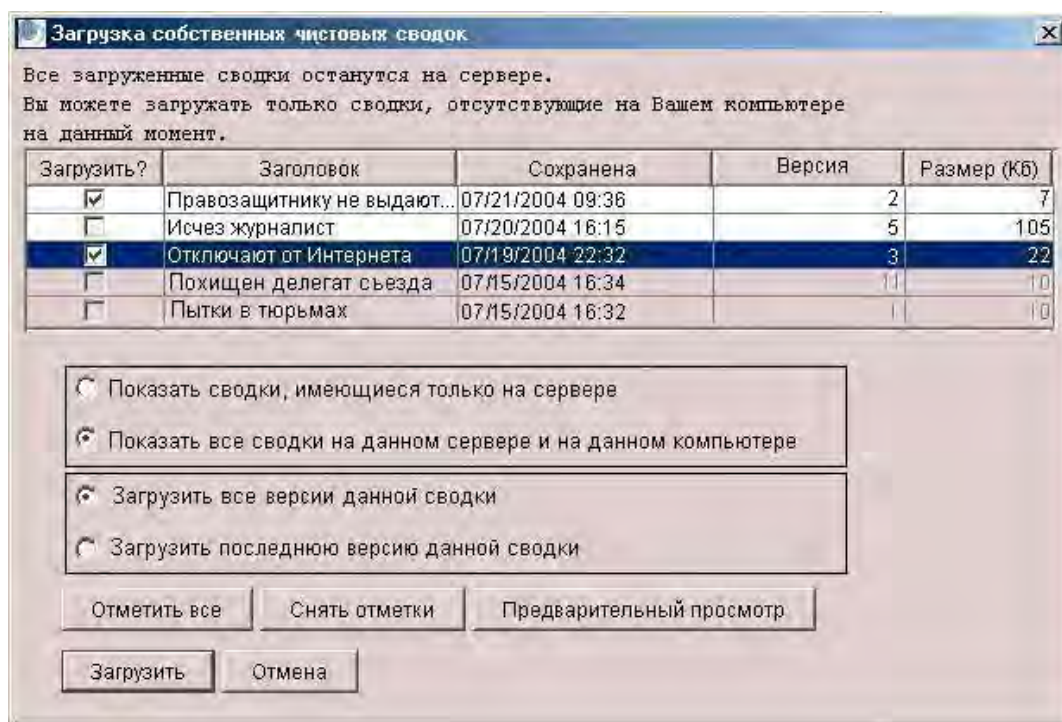 Загрузка собственных чистовых сводок
Все загруженные сводки останутся на сервере.
Вы можете загружать только сводки, отсутствующие на Вашем компьютере
на данный момент.
Загрузить? Заголовок Сохранена Версия Размер (Кб)
Правозащитнику не выдают... 07/21/2004 09:36 2 7
Исчез журналист 07/20/2004 16:15 5 105
Отключают от Интернета 07/19/2004 22:32 3 22
Похищен делегат сьезда 07/15/2004 16:34 11 10
Пытки в тюрьмах 07/15/2004 16:32 10
Показать сводки, имеющиеся только на сервере
Показать все сводки на данном сервере и на данном компьютере
Загрузить все версии данной сводки
Загрузить последнюю версию данной сводки
Отметить все Снять отметки Предварительный просмотр
Загрузить Отмена